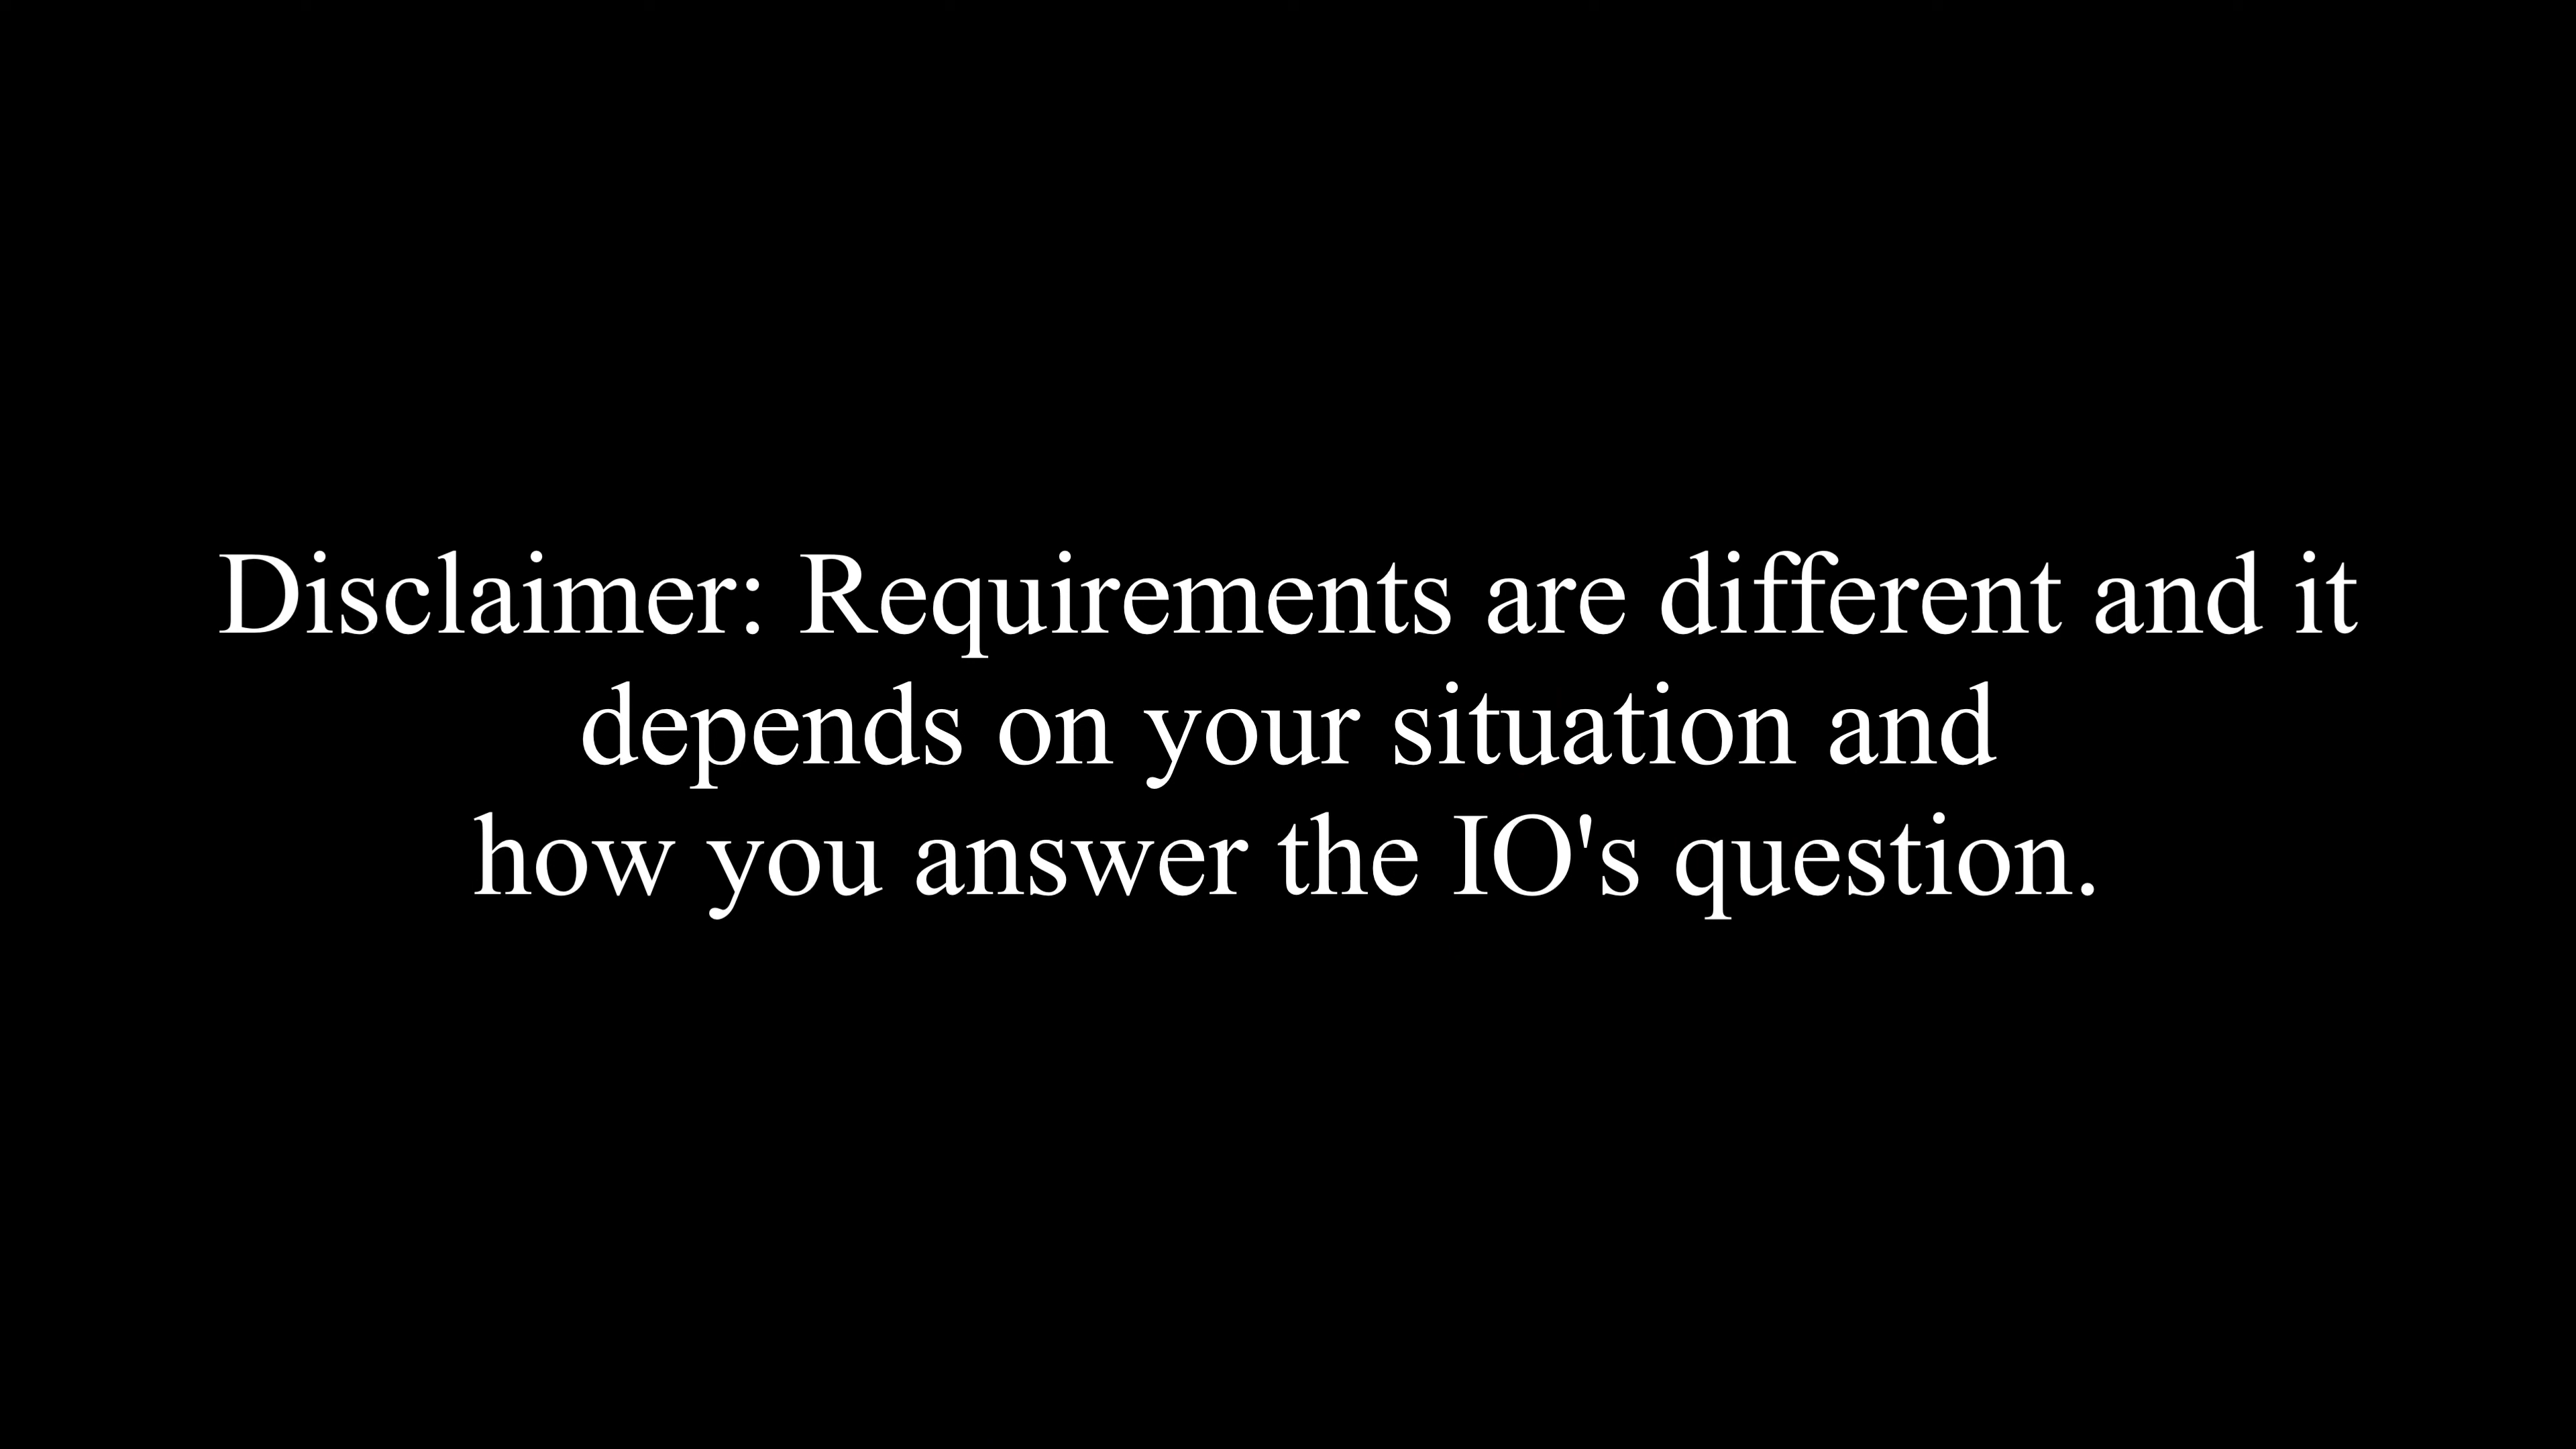 Disclaimer: Requirements are different and it
depends on your situation and
how you answer the IO's question.